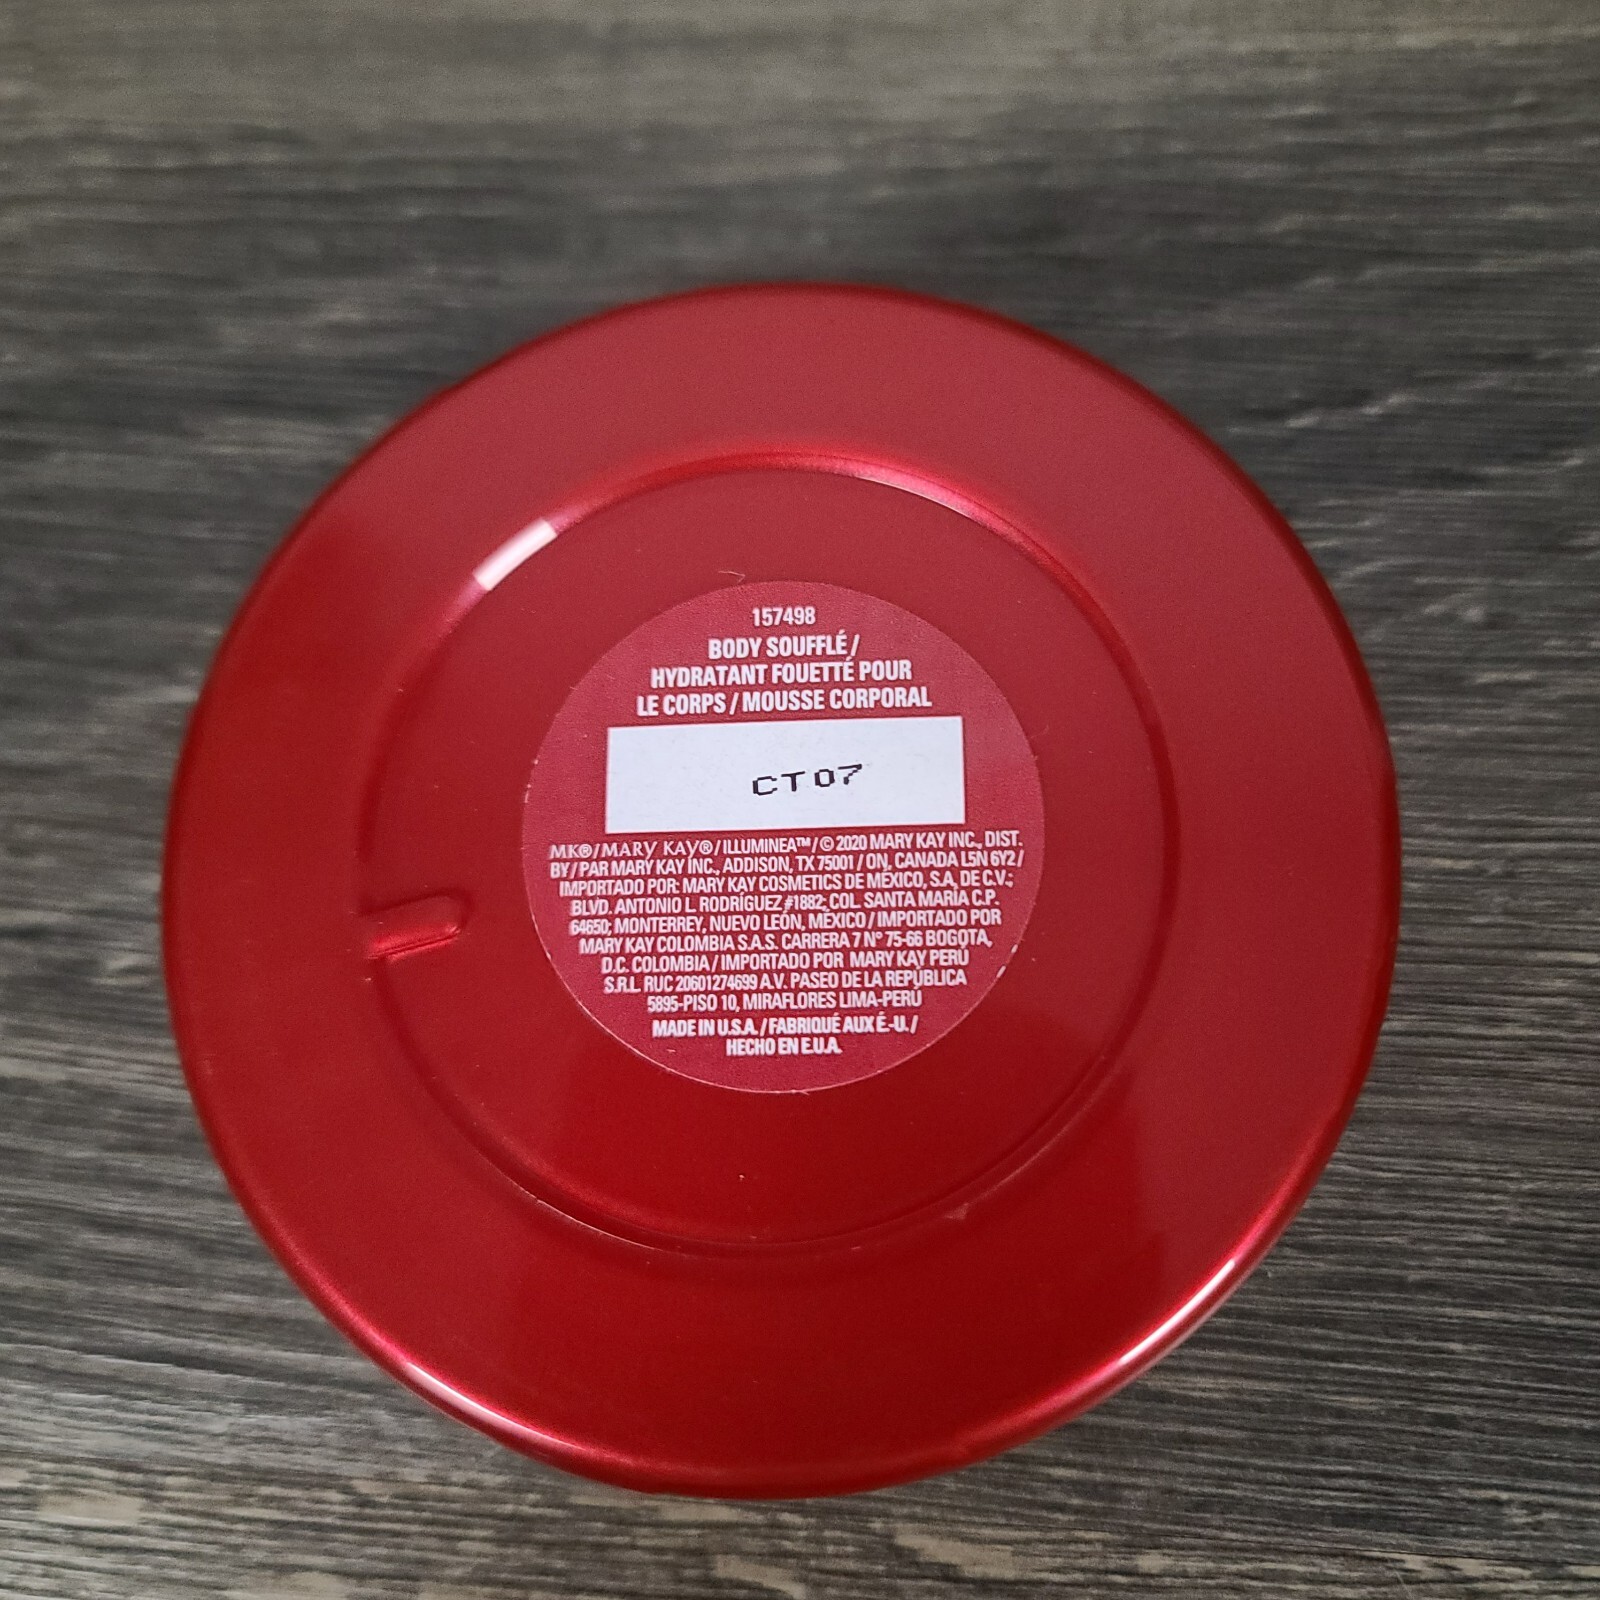 157498
BODY SOUFFLÉ /
HYDRATANT FOUETTÉ POUR
LE CORPS / MOUSSE CORPORAL
CT07
MK®/MARY KAY®/ILLUMINEA™/© 2020 MARY KAY INC., DIST.
BY / PAR MARY KAY INC., ADDISON, TX 75001 / ON, CANADA L5N 6Y2 /
IMPORTADO POR: MARY KAY COSMETICS DE MÉXICO, S.A. DE C.V.;
BLVD. ANTONIO L. RODRÍGUEZ #1882; COL. SANTA MARÍA C.P.
64650; MONTERREY, NUEVO LEÓN, MÉXICO / IMPORTADO POR
MARY KAY COLOMBIA S.A.S. CARRERA 7 N° 75-66 BOGOTA,
D.C. COLOMBIA / IMPORTADO POR MARY KAY PERÚ
S.R.L. RUC 20601274699 A.V. PASEO DE LA REPÚBLICA
5895-PISO 10, MIRAFLORES LIMA-PERÚ
MADE IN U.S.A. / FABRIQUÉ AUX É.-U. /
HECHO EN E.U.A.